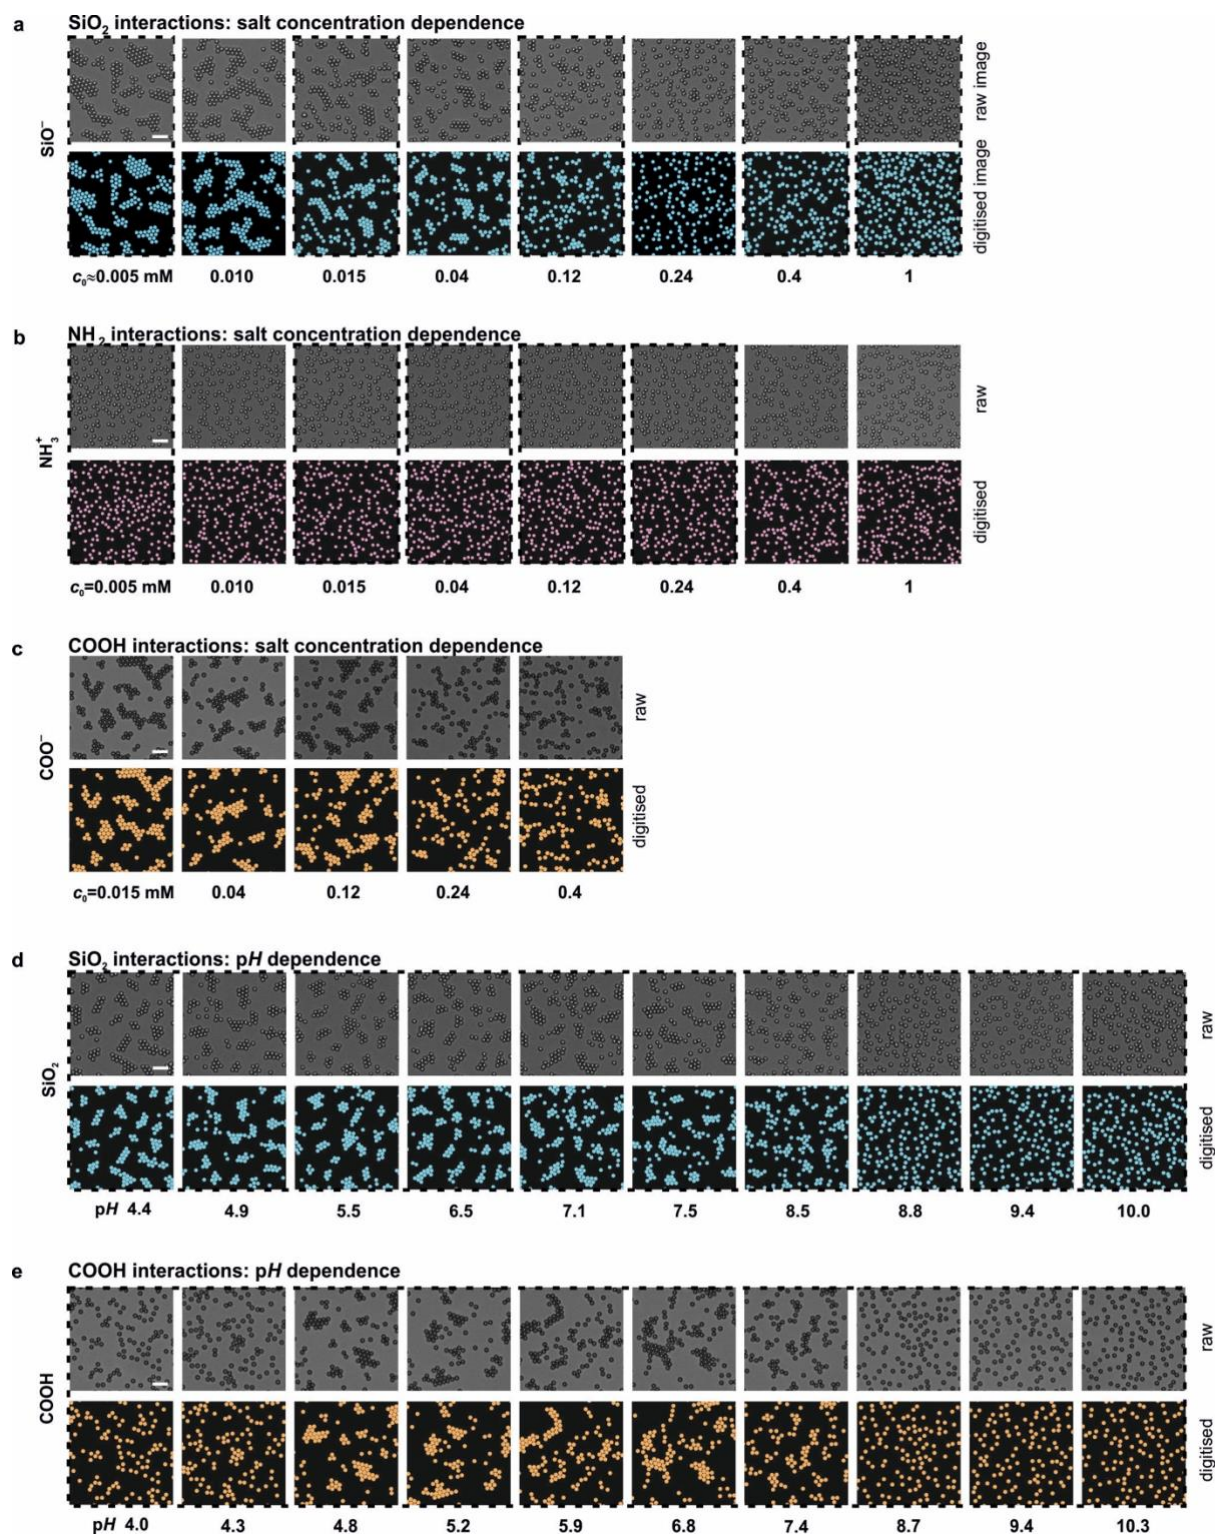 a SiO2 interactions: salt concentration dependence
SiO⁻
raw image
digitised image
c0≈0.005 mM 0.010 0.015 0.04 0.12 0.24 0.4 1
b NH2 interactions: salt concentration dependence
NH3⁺
raw
digitised
c0=0.005 mM 0.010 0.015 0.04 0.12 0.24 0.4 1
c COOH interactions: salt concentration dependence
COO⁻
raw
digitised
c0=0.015 mM 0.04 0.12 0.24 0.4
d SiO2 interactions: pH dependence
SiO2
raw
digitised
pH 4.4 4.9 5.5 6.5 7.1 7.5 8.5 8.8 9.4 10.0
e COOH interactions: pH dependence
COOH
raw
digitised
pH 4.0 4.3 4.8 5.2 5.9 6.8 7.4 8.7 9.4 10.3